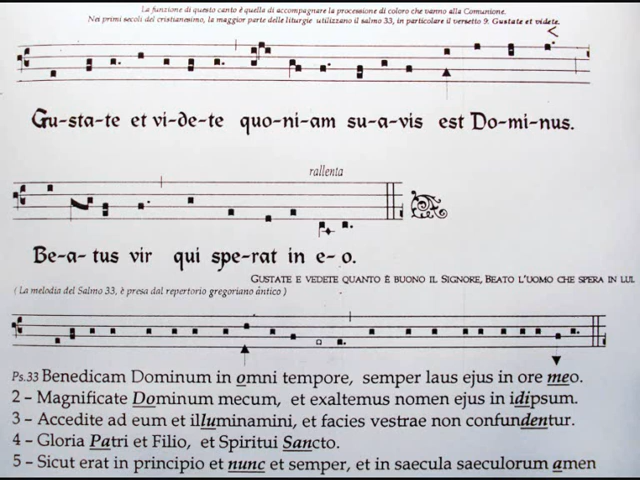 La funzione di questo canto è quella di accompagnare la processione di coloro che vanno alla Comunione.
Nei primi secoli del cristianesimo, la maggior parte delle liturgie utilizzano il salmo 33, in particolare il versetto 9. Gustate et videte.
Gu-sta-te et vi-de-te quo-ni-am su-a-vis est Do-mi-nus.
rallenta
Be-a-tus vir qui spe-rat in e-o.
GUSTATE E VEDETE QUANTO È BUONO IL SIGNORE, BEATO L'UOMO CHE SPERA IN LUI.
( La melodia del Salmo 33, è presa dal repertorio gregoriano antico )
Ps.33 Benedicam Dominum in omni tempore, semper laus ejus in ore meo.
2 – Magnificate Dominum mecum, et exaltemus nomen ejus in idipsum.
3 – Accedite ad eum et illuminamini, et facies vestrae non confundentur.
4 – Gloria Patri et Filio, et Spiritui Sancto.
5 – Sicut erat in principio et nunc et semper, et in saecula saeculorum amen